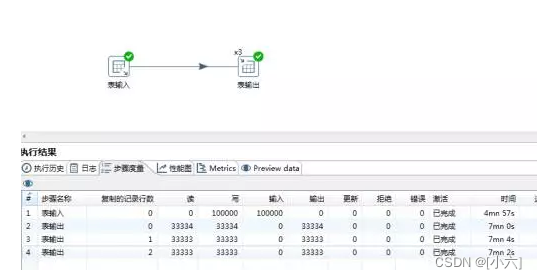 x3
表输入 表输出
执行结果
执行历史 日志 步骤变量 性能图 Metrics Preview data
# 步骤名称 复制的记录行数 读 写 输入 输出 更新 拒绝 错误 激活 时间
1 表输入 0 0 100000 100000 0 0 0 0 已完成 4mn 57s
2 表输出 0 33334 33334 0 33334 0 0 0 已完成 7mn 0s
3 表输出 1 33333 33333 0 33333 0 0 0 已完成 7mn 4s
4 表输出 2 33333 33333 0 33333 0 0 0 已完成 7mn 2s
CSDN @[小六]